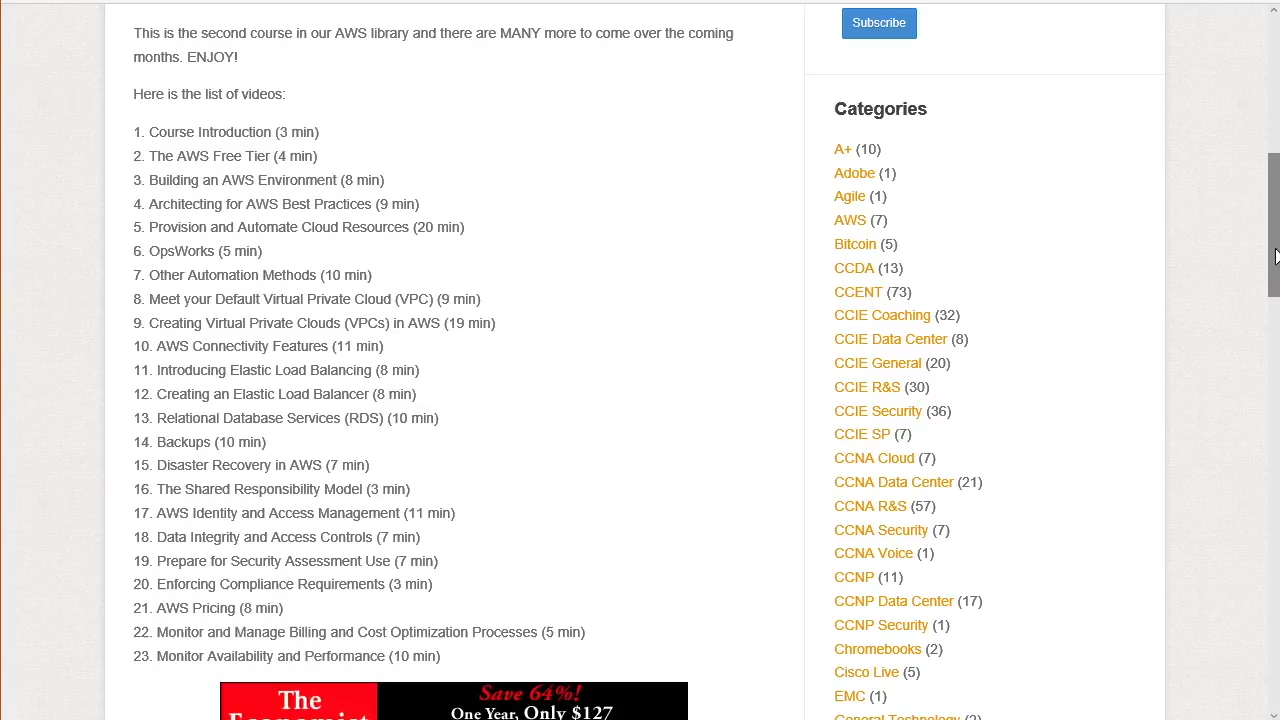 This is the second course in our AWS library and there are MANY more to come over the coming
months. ENJOY!
Here is the list of videos:
1. Course Introduction (3 min)
2. The AWS Free Tier (4 min)
3. Building an AWS Environment (8 min)
4. Architecting for AWS Best Practices (9 min)
5. Provision and Automate Cloud Resources (20 min)
6. OpsWorks (5 min)
7. Other Automation Methods (10 min)
8. Meet your Default Virtual Private Cloud (VPC) (9 min)
9. Creating Virtual Private Clouds (VPCs) in AWS (19 min)
10. AWS Connectivity Features (11 min)
11. Introducing Elastic Load Balancing (8 min)
12. Creating an Elastic Load Balancer (8 min)
13. Relational Database Services (RDS) (10 min)
14. Backups (10 min)
15. Disaster Recovery in AWS (7 min)
16. The Shared Responsibility Model (3 min)
17. AWS Identity and Access Management (11 min)
18. Data Integrity and Access Controls (7 min)
19. Prepare for Security Assessment Use (7 min)
20. Enforcing Compliance Requirements (3 min)
21. AWS Pricing (8 min)
22. Monitor and Manage Billing and Cost Optimization Processes (5 min)
23. Monitor Availability and Performance (10 min)
The
Economist
Save 64%!
One Year, Only $127
Subscribe
Categories
A+ (10)
Adobe (1)
Agile (1)
AWS (7)
Bitcoin (5)
CCDA (13)
CCENT (73)
CCIE Coaching (32)
CCIE Data Center (8)
CCIE General (20)
CCIE R&S (30)
CCIE Security (36)
CCIE SP (7)
CCNA Cloud (7)
CCNA Data Center (21)
CCNA R&S (57)
CCNA Security (7)
CCNA Voice (1)
CCNP (11)
CCNP Data Center (17)
CCNP Security (1)
Chromebooks (2)
Cisco Live (5)
EMC (1)
General Technology (2)